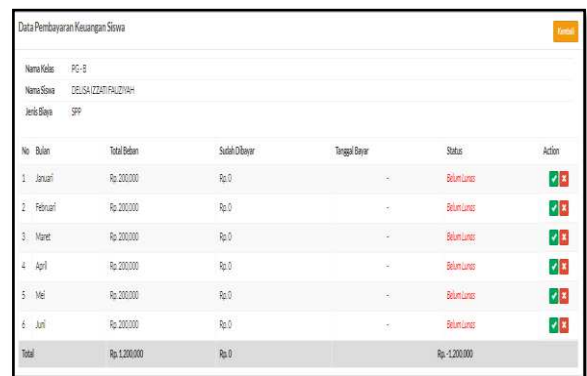 Data Pembayaran Keuangan Siswa
Kembali
Nama Kelas PG - B
Nama Siswa DELISA IZZATI FAUZIYAH
Jenis Biaya SPP
No Bulan Total Beban Sudah Dibayar Tanggal Bayar Status Action
1 Januari Rp. 200,000 Rp. 0 - Belum Lunas
2 Februari Rp. 200,000 Rp. 0 - Belum Lunas
3 Maret Rp. 200,000 Rp. 0 - Belum Lunas
4 April Rp. 200,000 Rp. 0 - Belum Lunas
5 Mei Rp. 200,000 Rp. 0 - Belum Lunas
6 Juni Rp. 200,000 Rp. 0 - Belum Lunas
Total Rp. 1,200,000 Rp. 0 Rp. -1,200,000